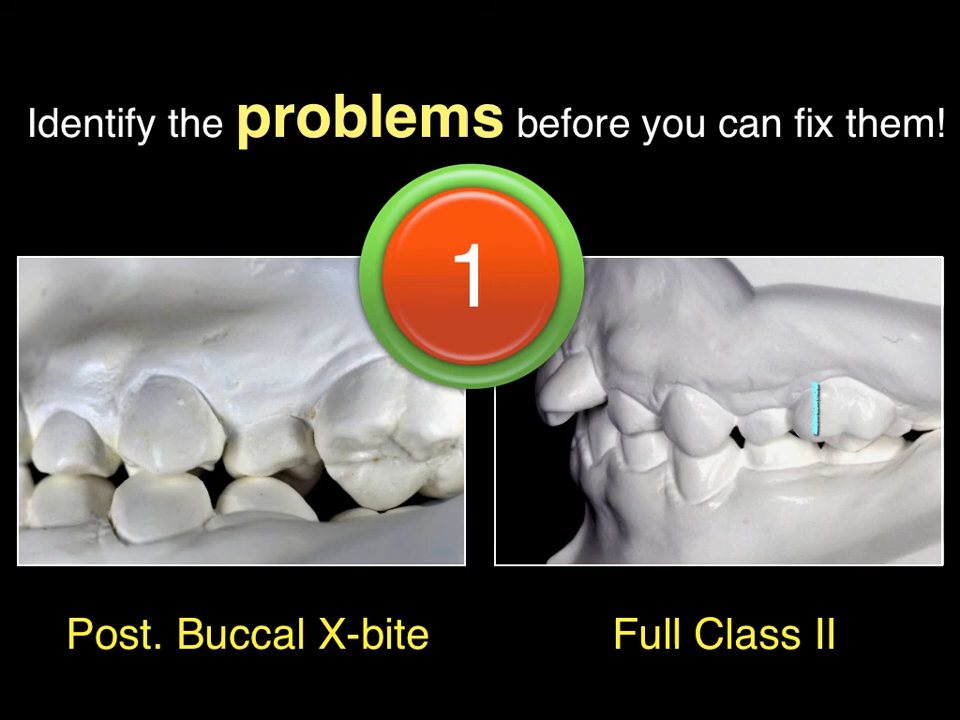 Identify the problems before you can fix them!
1
Post. Buccal X-bite
Full Class II